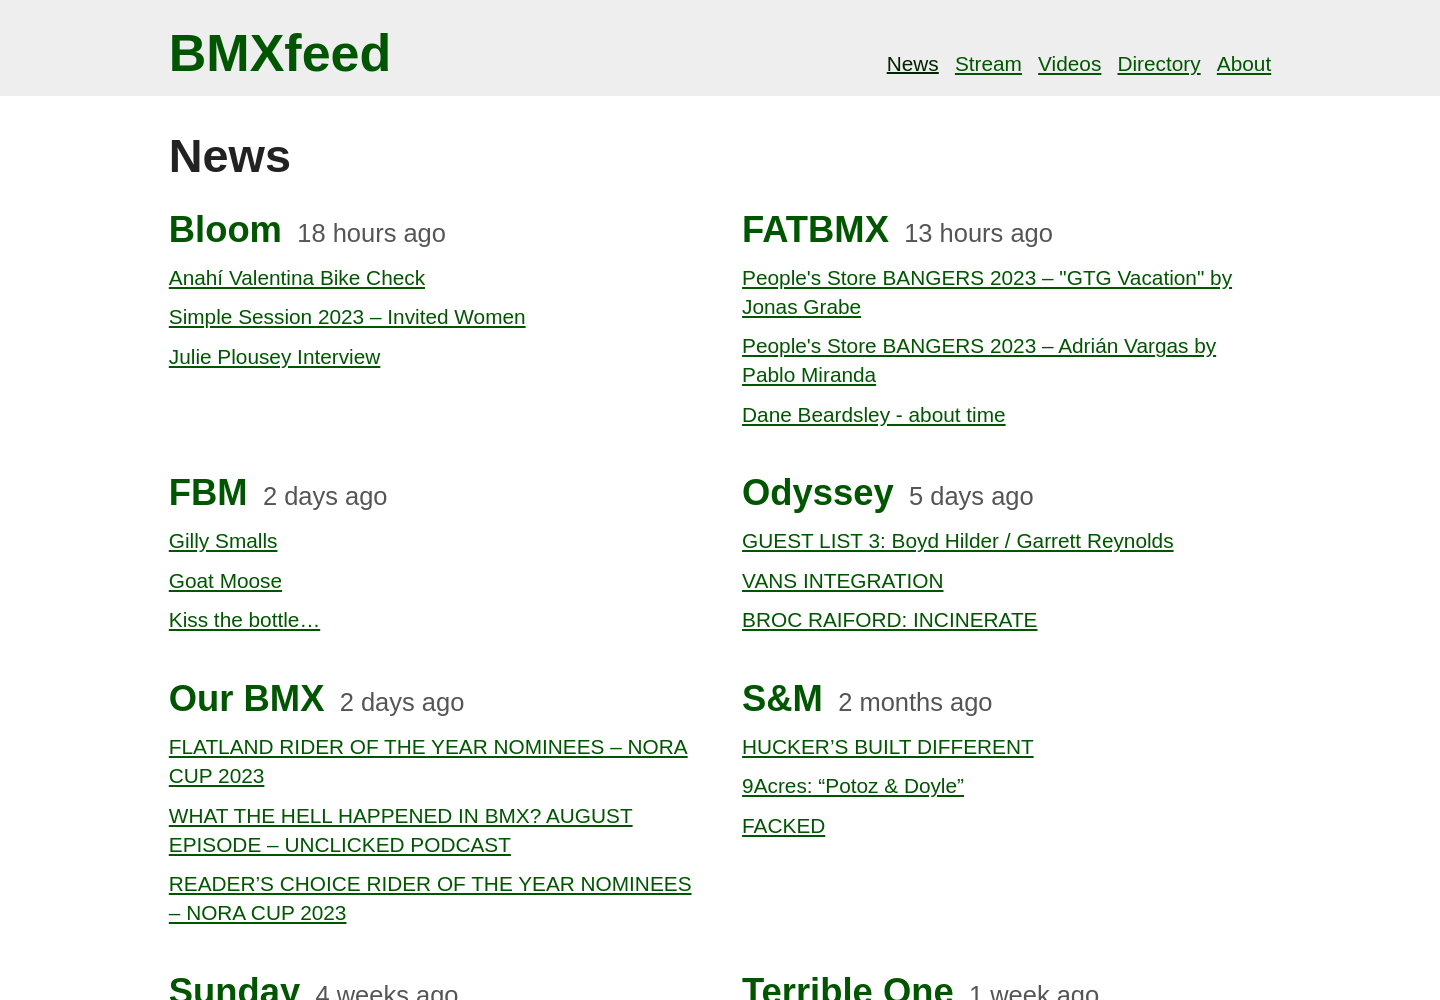 BMXfeed
News Stream Videos Directory About
News
Bloom 18 hours ago
Anahí Valentina Bike Check
Simple Session 2023 – Invited Women
Julie Plousey Interview
FATBMX 13 hours ago
People's Store BANGERS 2023 – "GTG Vacation" by
Jonas Grabe
People's Store BANGERS 2023 – Adrián Vargas by
Pablo Miranda
Dane Beardsley - about time
FBM 2 days ago
Gilly Smalls
Goat Moose
Kiss the bottle…
Odyssey 5 days ago
GUEST LIST 3: Boyd Hilder / Garrett Reynolds
VANS INTEGRATION
BROC RAIFORD: INCINERATE
Our BMX 2 days ago
FLATLAND RIDER OF THE YEAR NOMINEES – NORA
CUP 2023
WHAT THE HELL HAPPENED IN BMX? AUGUST
EPISODE – UNCLICKED PODCAST
READER’S CHOICE RIDER OF THE YEAR NOMINEES
– NORA CUP 2023
S&M 2 months ago
HUCKER’S BUILT DIFFERENT
9Acres: “Potoz & Doyle”
FACKED
Sunday 4 weeks ago
Terrible One 1 week ago